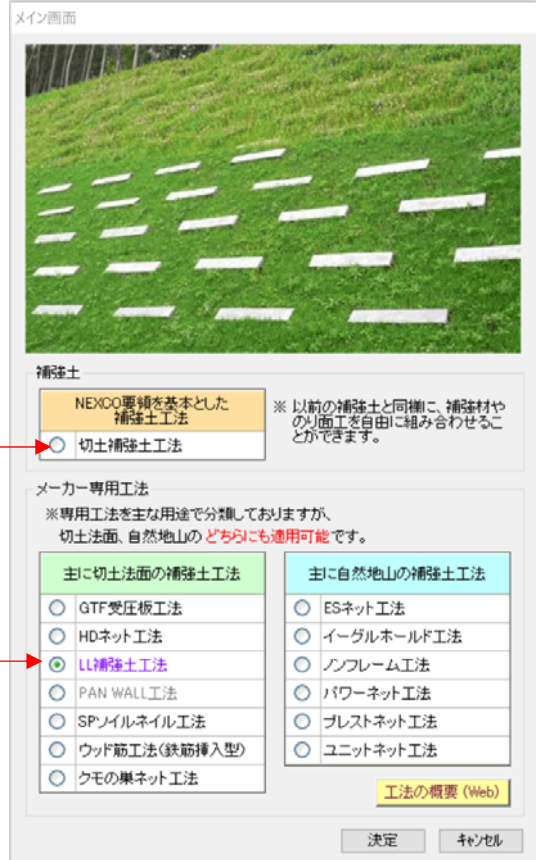 メイン画面
補強土
NEXCO要領を基本とした
補強土工法
切土補強土工法
※ 以前の補強土と同様に、補強材や
のり面工を自由に組み合わせるこ
とができます。
メーカー専用工法
※専用工法を主な用途で分類しておりますが、
切土法面、自然地山の どちらにも適用可能です。
主に切土法面の補強土工法
GTF受圧板工法
HDネット工法
LL補強土工法
PAN WALL工法
SPソイルネイル工法
ウッド筋工法(鉄筋挿入型)
クモの巣ネット工法
主に自然地山の補強土工法
ESネット工法
イーグルホールド工法
ノンフレーム工法
パワーネット工法
ブレストネット工法
ユニットネット工法
工法の概要 (Web)
決定
キャンセル